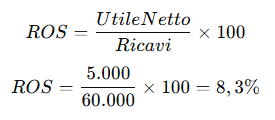 ROS = UtileNetto / Ricavi × 100
ROS = 5.000 / 60.000 × 100 = 8,3%